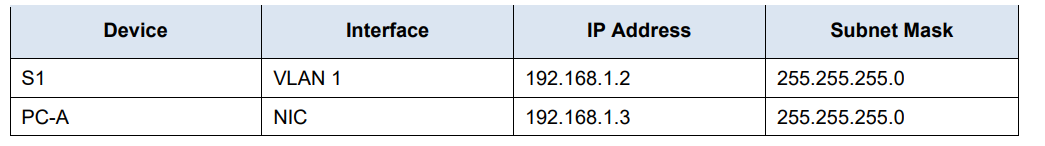 Device Interface IP Address Subnet Mask
S1 VLAN 1 192.168.1.2 255.255.255.0
PC-A NIC 192.168.1.3 255.255.255.0